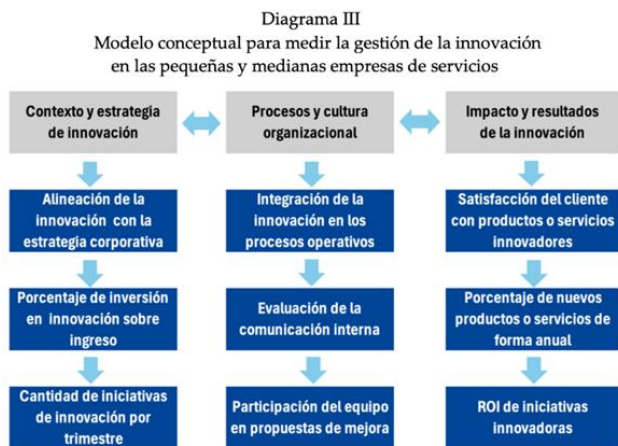 Diagrama III
Modelo conceptual para medir la gestión de la innovación
en las pequeñas y medianas empresas de servicios
Contexto y estrategia
de innovación
Procesos y cultura
organizacional
Impacto y resultados
de la innovación
Alineación de la
innovación con la
estrategia corporativa
Integración de la
innovación en los
procesos operativos
Satisfacción del cliente
con productos o servicios
innovadores
Porcentaje de inversión
en innovación sobre
ingreso
Evaluación de la
comunicación interna
Porcentaje de nuevos
productos o servicios de
forma anual
Cantidad de iniciativas
de innovación por
trimestre
Participación del equipo
en propuestas de mejora
ROI de iniciativas
innovadoras